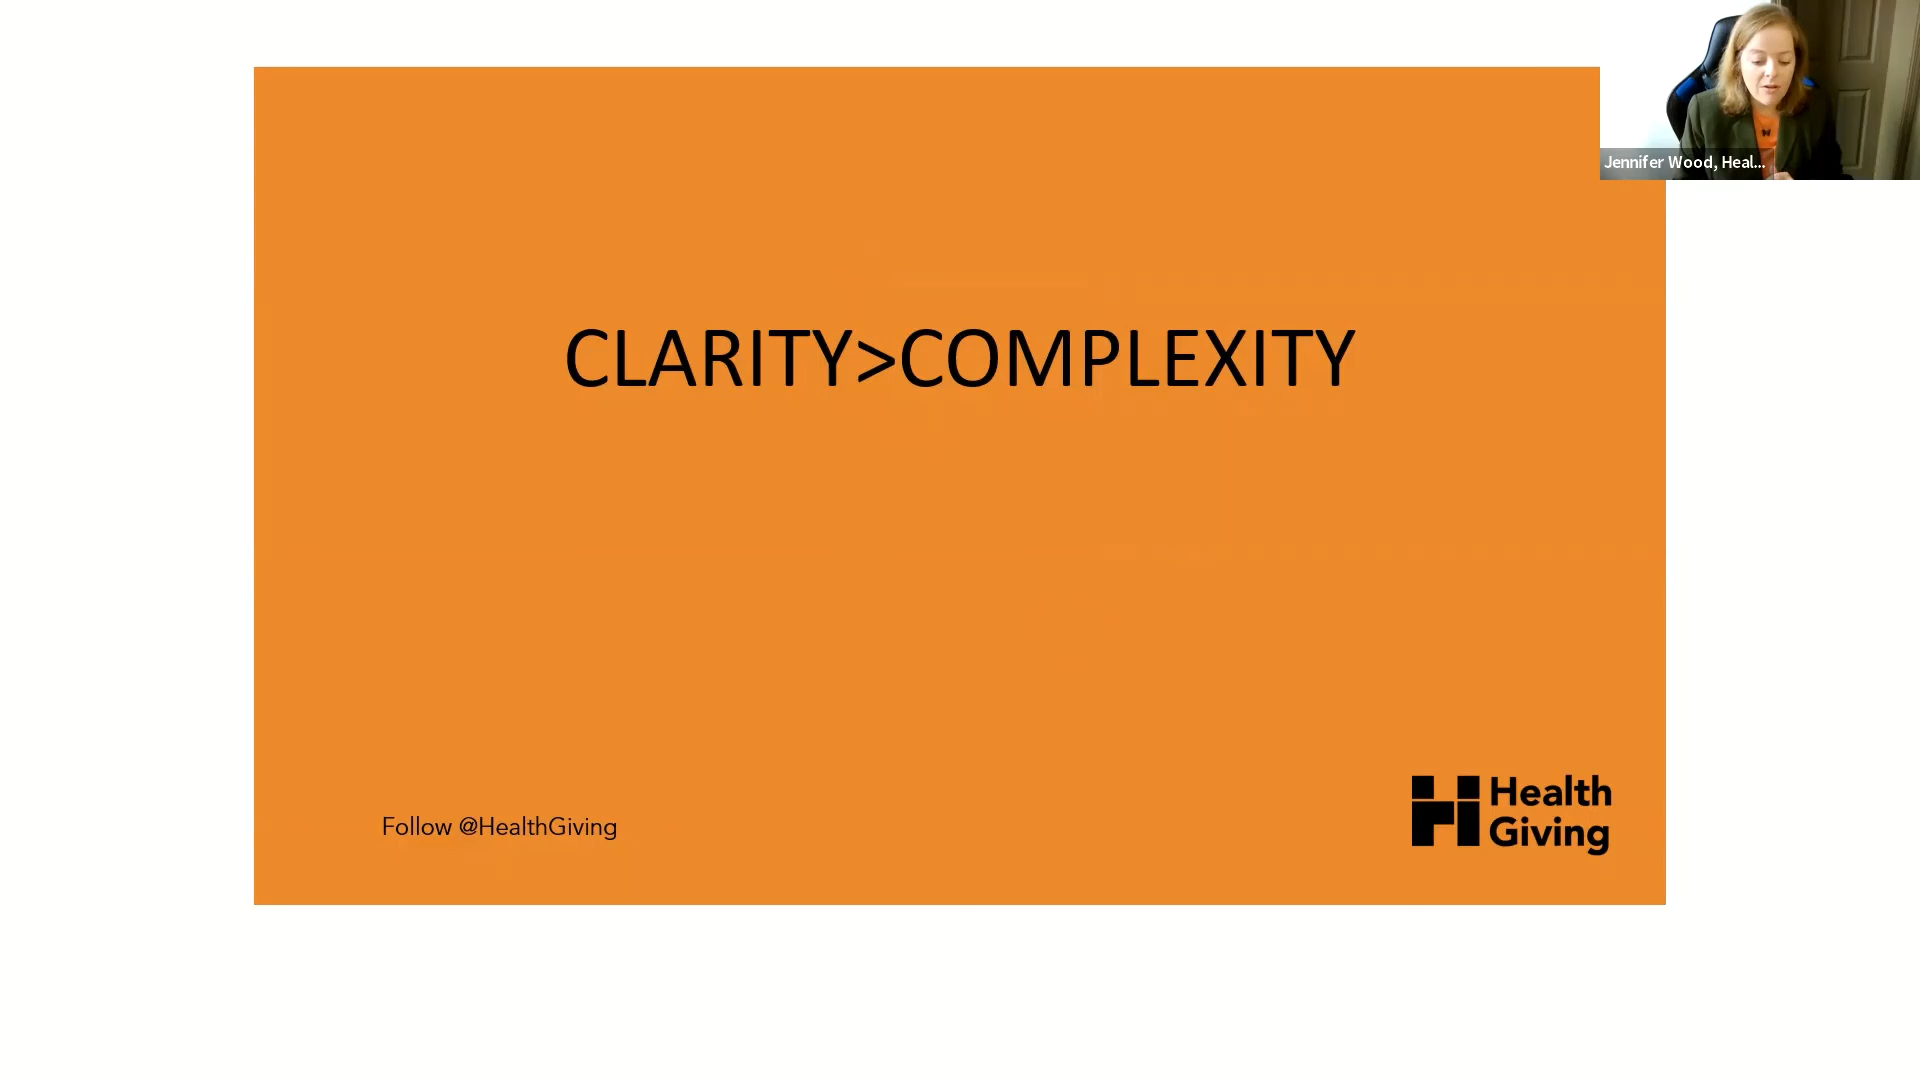 CLARITY>COMPLEXITY
Follow @HealthGiving
Health
Giving
Jennifer Wood, Heal...